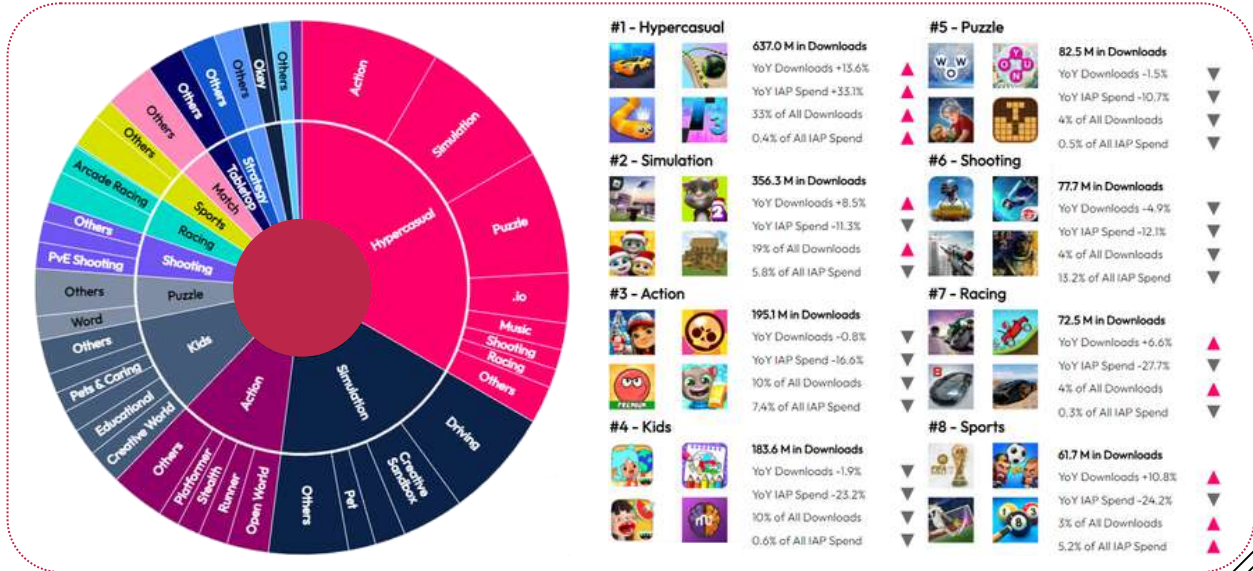 Action
Simulation
Puzzle
.io
Music
Shooting
Racing
Others
Hypercasual
Driving
Creative
Sandbox
Pet
Others
Simulation
Open World
Runner
Stealth
Platformer
Others
Action
Creative World
Educational
Pets & Caring
Others
Kids
Word
Others
Puzzle
PvE Shooting
Others
Shooting
Arcade Racing
Racing
Others
Sports
Others
Match
Others
Tabletop
Others
Strategy
Others
Okey
Others
#1 - Hypercasual
637.0 M in Downloads
YoY Downloads +13.6%
YoY IAP Spend +33.1%
33% of All Downloads
0.4% of All IAP Spend
#2 - Simulation
356.3 M in Downloads
YoY Downloads +8.5%
YoY IAP Spend -11.3%
19% of All Downloads
5.8% of All IAP Spend
2
#3 - Action
195.1 M in Downloads
YoY Downloads -0.8%
YoY IAP Spend -16.6%
10% of All Downloads
7.4% of All IAP Spend
PREMIUM
#4 - Kids
183.6 M in Downloads
YoY Downloads -1.9%
YoY IAP Spend -23.2%
10% of All Downloads
0.6% of All IAP Spend
#5 - Puzzle
82.5 M in Downloads
YoY Downloads -1.5%
YoY IAP Spend -10.7%
4% of All Downloads
0.5% of All IAP Spend
#6 - Shooting
77.7 M in Downloads
YoY Downloads -4.9%
YoY IAP Spend -12.1%
4% of All Downloads
13.2% of All IAP Spend
#7 - Racing
72.5 M in Downloads
YoY Downloads +6.6%
YoY IAP Spend -27.7%
4% of All Downloads
0.3% of All IAP Spend
#8 - Sports
61.7 M in Downloads
YoY Downloads +10.8%
YoY IAP Spend -24.2%
3% of All Downloads
5.2% of All IAP Spend